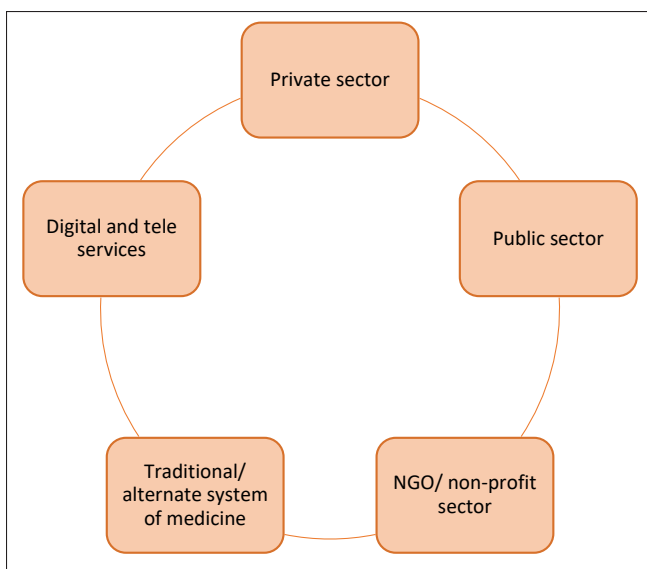 Private sector
Public sector
NGO/ non-profit
sector
Traditional/
alternate system
of medicine
Digital and tele
services